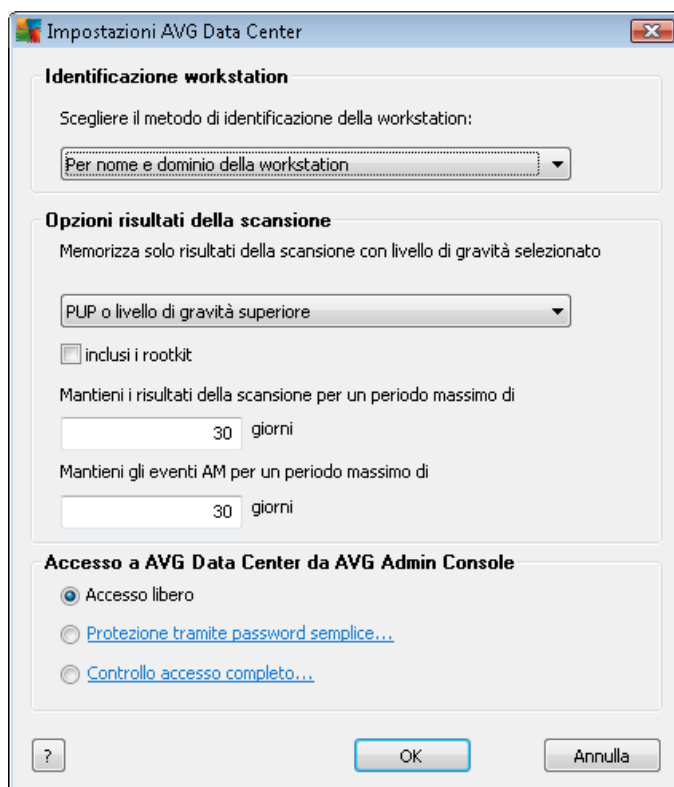 Impostazioni AVG Data Center
Identificazione workstation
Scegliere il metodo di identificazione della workstation:
Per nome e dominio della workstation
Opzioni risultati della scansione
Memorizza solo risultati della scansione con livello di gravità selezionato
PUP o livello di gravità superiore
inclusi i rootkit
Mantieni i risultati della scansione per un periodo massimo di
30 giorni
Mantieni gli eventi AM per un periodo massimo di
30 giorni
Accesso a AVG Data Center da AVG Admin Console
Accesso libero
Protezione tramite password semplice...
Controllo accesso completo...
? OK Annulla